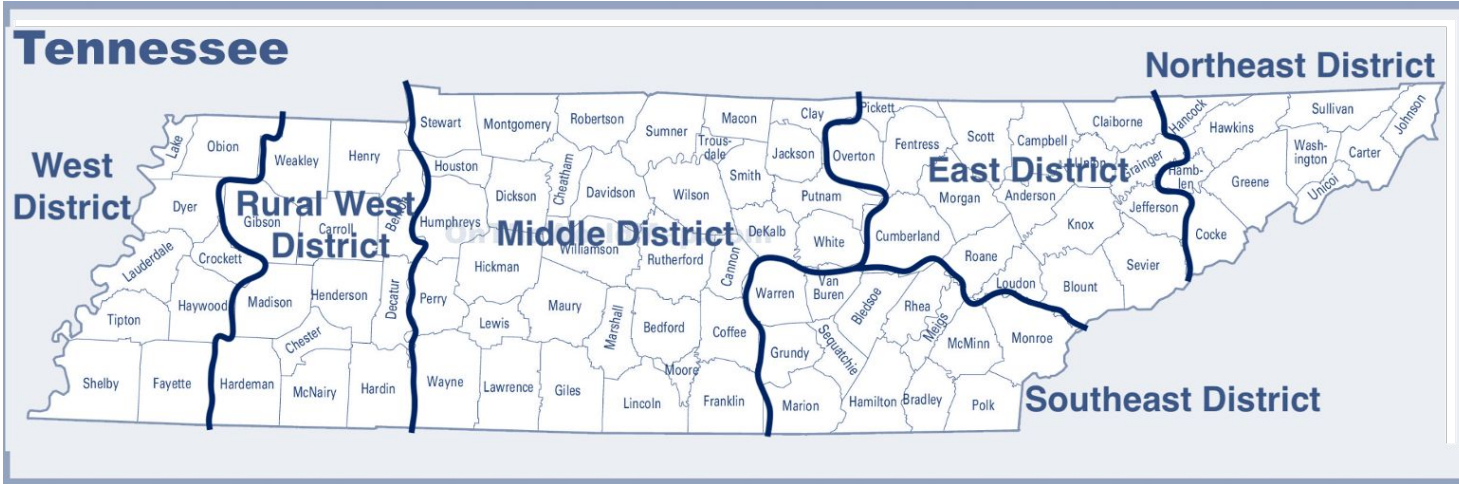 Tennessee
Northeast District
West
District
Rural West
District
Middle District
East District
Southeast District
Lake
Obion
Weakley
Henry
Stewart
Montgomery
Robertson
Sumner
Macon
Trous-
dale
Clay
Pickett
Fentress
Scott
Campbell
Claiborne
Hancock
Hawkins
Sullivan
Johnson
Dyer
Gibson
Carroll
Benton
Houston
Humphreys
Dickson
Cheatham
Davidson
Wilson
Smith
Jackson
Overton
Putnam
Morgan
Anderson
Union
Grainger
Hamb-
len
Greene
Wash-
ington
Unicoi
Carter
Lauderdale
Crockett
Haywood
Madison
Henderson
Decatur
Perry
Hickman
Williamson
Rutherford
Cannon
DeKalb
White
Cumberland
Roane
Knox
Jefferson
Cocke
Sevier
Tipton
Chester
Lewis
Maury
Marshall
Bedford
Coffee
Warren
Van
Buren
Bledsoe
Rhea
Meigs
Loudon
Blount
Monroe
McMinn
Shelby
Fayette
Hardeman
McNairy
Hardin
Wayne
Lawrence
Giles
Lincoln
Moore
Franklin
Grundy
Sequatchie
Marion
Hamilton
Bradley
Polk